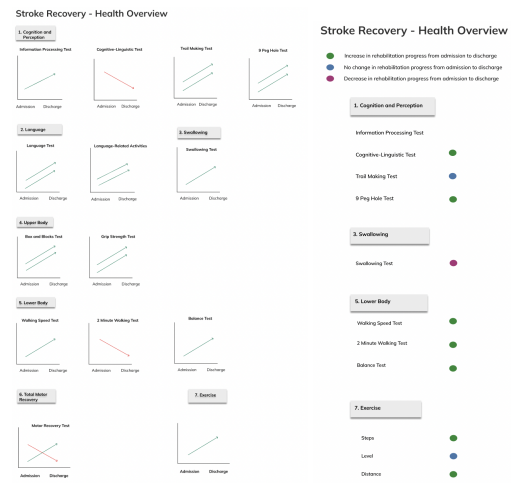 Stroke Recovery - Health Overview
1. Cognition and
Perception
Information Processing Test
Cognitive-Linguistic Test
Trail Making Test
9 Peg Hole Test
Admission Discharge
Admission Discharge
Admission Discharge
Admission Discharge
2. Language
3. Swallowing
Language Test
Language-Related Activities
Swallowing Test
Admission Discharge
Admission Discharge
Admission Discharge
4. Upper Body
Box and Blocks Test
Grip Strength Test
Admission Discharge
Admission Discharge
5. Lower Body
Walking Speed Test
2 Minute Walking Test
Balance Test
Admission Discharge
Admission Discharge
Admission Discharge
6. Total Motor
Recovery
7. Exercise
Motor Recovery Test
Admission Discharge
Admission Discharge
Stroke Recovery - Health Overview
Increase in rehabilitation progress from admission to discharge
No change in rehabilitation progress from admission to discharge
Decrease in rehabilitation progress from admission to discharge
1. Cognition and Perception
Information Processing Test
Cognitive-Linguistic Test
Trail Making Test
9 Peg Hole Test
3. Swallowing
Swallowing Test
5. Lower Body
Walking Speed Test
2 Minute Walking Test
Balance Test
7. Exercise
Steps
Level
Distance